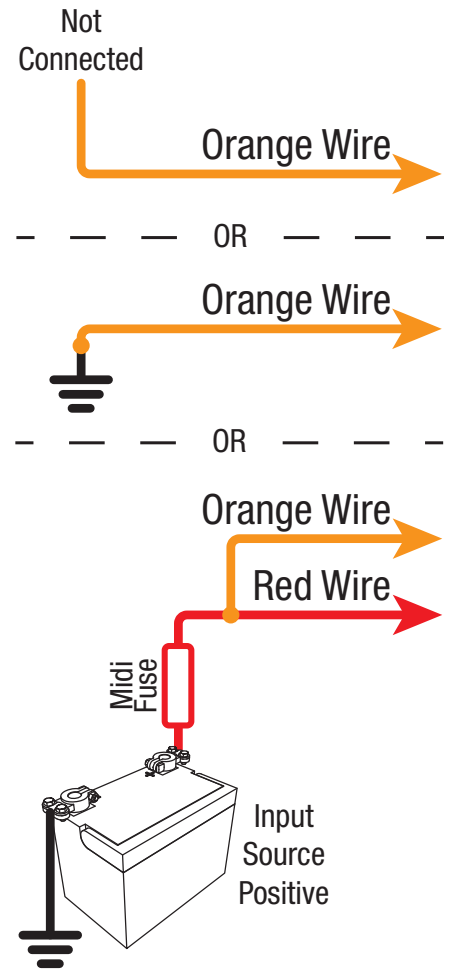 Not
Connected
Orange Wire
OR
Orange Wire
OR
Orange Wire
Red Wire
Midi
Fuse
+
Input
Source
Positive